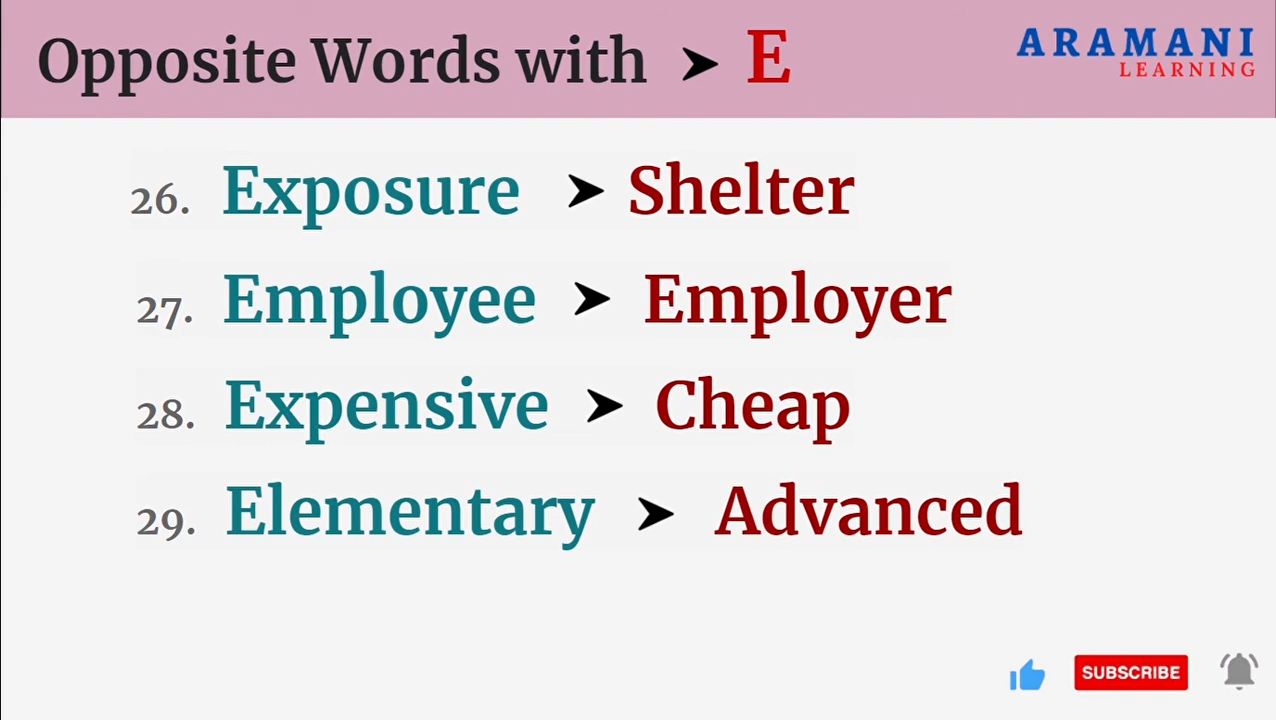 Opposite Words with ➤ E
ARAMANI
LEARNING
26. Exposure ➤ Shelter
27. Employee ➤ Employer
28. Expensive ➤ Cheap
29. Elementary ➤ Advanced
SUBSCRIBE